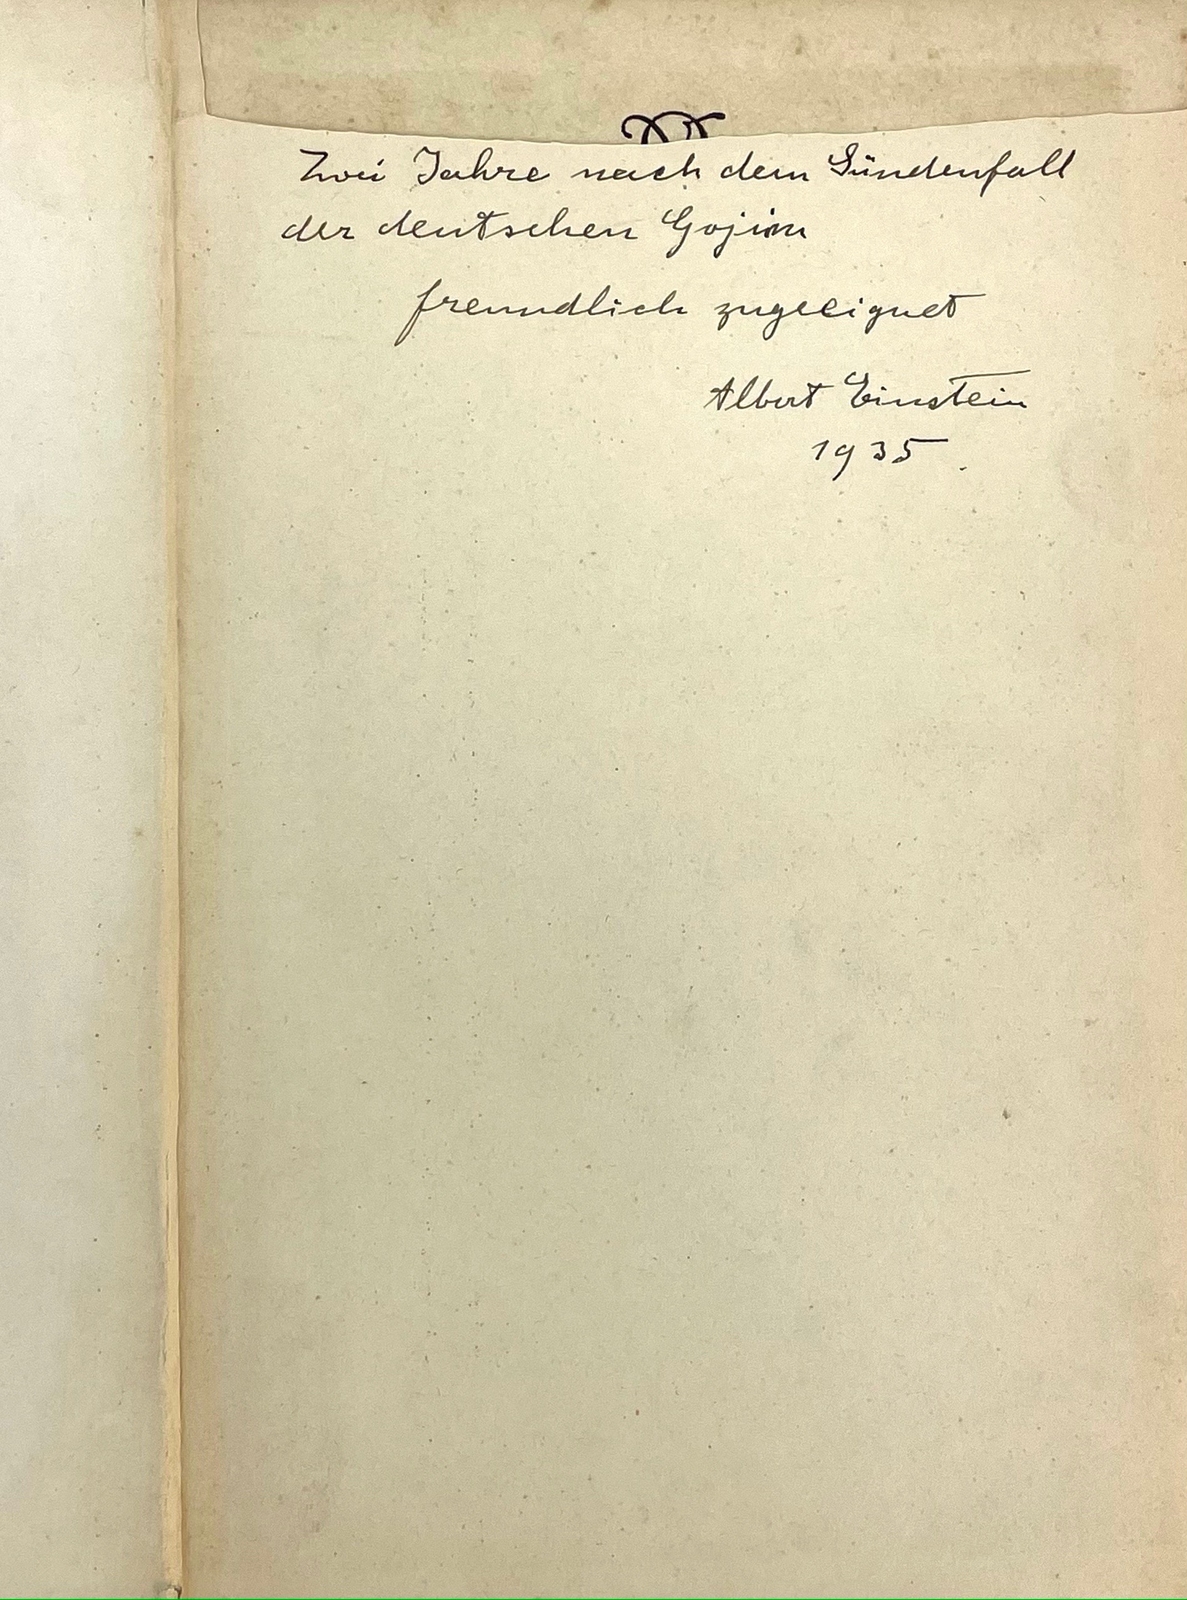 Zwei Jahre nach dem Sündenfall
der deutschen Gojim
freundlich zugeeignet
Albert Einstein
1935.